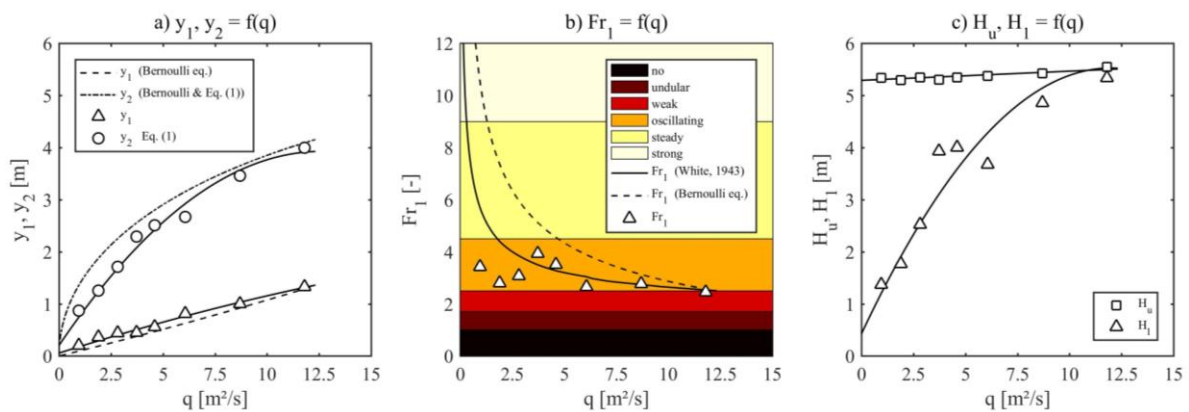 a) y₁, y₂ = f(q)
6
5
4
3
2
1
0
y₁, y₂ [m]
y₁ (Bernoulli eq.)
y₂ (Bernoulli & Eq. (1))
y₁
y₂ Eq. (1)
0 2.5 5 7.5 10 12.5 15
q [m²/s]
b) Fr₁ = f(q)
12
10
8
6
4
2
0
Fr₁ [-]
no
undular
weak
oscillating
steady
strong
Fr₁ (White, 1943)
Fr₁ (Bernoulli eq.)
Fr₁
0 2.5 5 7.5 10 12.5 15
q [m²/s]
c) Hᵤ, H₁ = f(q)
6
5
4
3
2
1
0
Hᵤ, H₁ [m]
Hᵤ
H₁
0 2.5 5 7.5 10 12.5 15
q [m²/s]